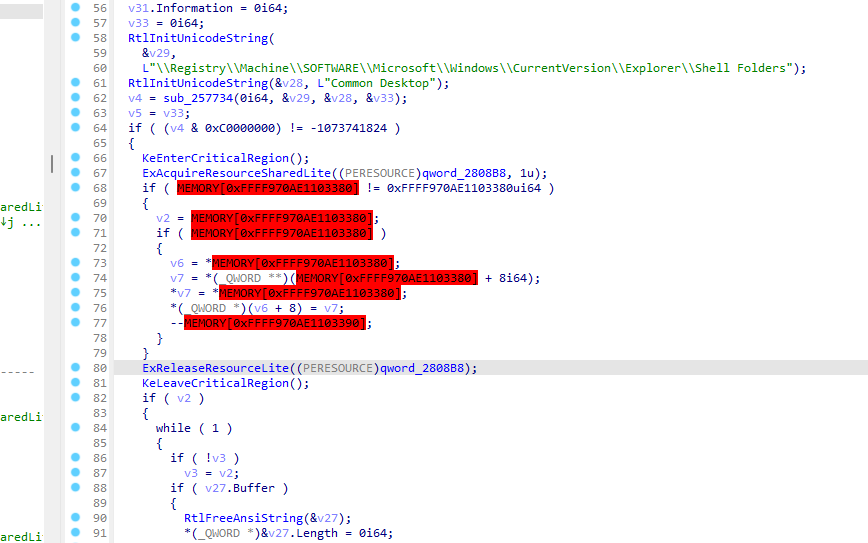 56 v31.Information = 0i64;
57 v33 = 0i64;
58 RtlInitUnicodeString(
59 &v29,
60 L"\\Registry\\Machine\\SOFTWARE\\Microsoft\\Windows\\CurrentVersion\\Explorer\\Shell Folders");
61 RtlInitUnicodeString(&v28, L"Common Desktop");
62 v4 = sub_257734(0i64, &v29, &v28, &v33);
63 v5 = v33;
64 if ( (v4 & 0xC0000000) != -1073741824 )
65 {
66 KeEnterCriticalRegion();
67 ExAcquireResourceSharedLite((PERESOURCE)qword_2808B8, 1u);
68 if ( MEMORY[0xFFFF970AE1103380] != 0xFFFF970AE1103380ui64 )
69 {
aredLi
70 v2 = MEMORY[0xFFFF970AE1103380];
↓j ...
71 if ( MEMORY[0xFFFF970AE1103380] )
72 {
73 v6 = *MEMORY[0xFFFF970AE1103380];
74 v7 = *(_QWORD **)(MEMORY[0xFFFF970AE1103380] + 8i64);
75 *v7 = *MEMORY[0xFFFF970AE1103380];
76 *(_QWORD *)(v6 + 8) = v7;
77 --MEMORY[0xFFFF970AE1103390];
78 }
79 }
80 ExReleaseResourceLite((PERESOURCE)qword_2808B8);
-----
81 KeLeaveCriticalRegion();
82 if ( v2 )
83 {
aredLi
84 while ( 1 )
85 {
86 if ( !v3 )
87 v3 = v2;
88 if ( v27.Buffer )
89 {
90 RtlFreeAnsiString(&v27);
91 *(_QWORD *)&v27.Length = 0i64;
aredLi